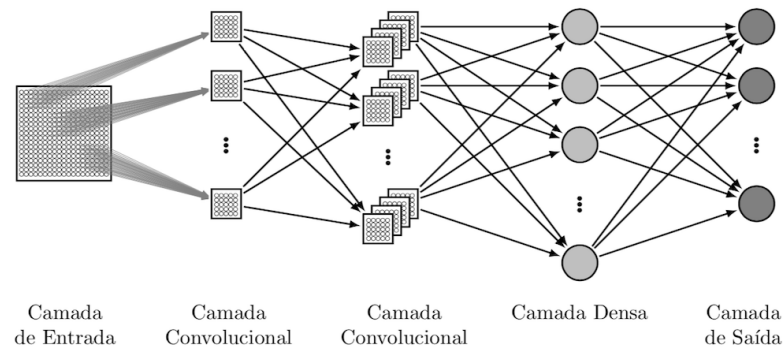 Camada
de Entrada
Camada
Convolucional
Camada
Convolucional
Camada Densa
Camada
de Saída